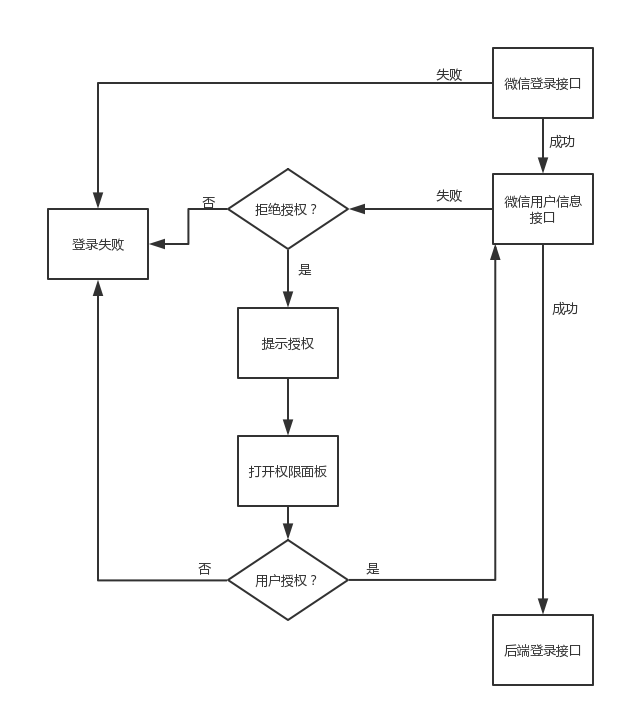 失败
微信登录接口
成功
否
拒绝授权？
失败
微信用户信息
接口
登录失败
是
成功
提示授权
打开权限面板
否
用户授权？
是
后端登录接口